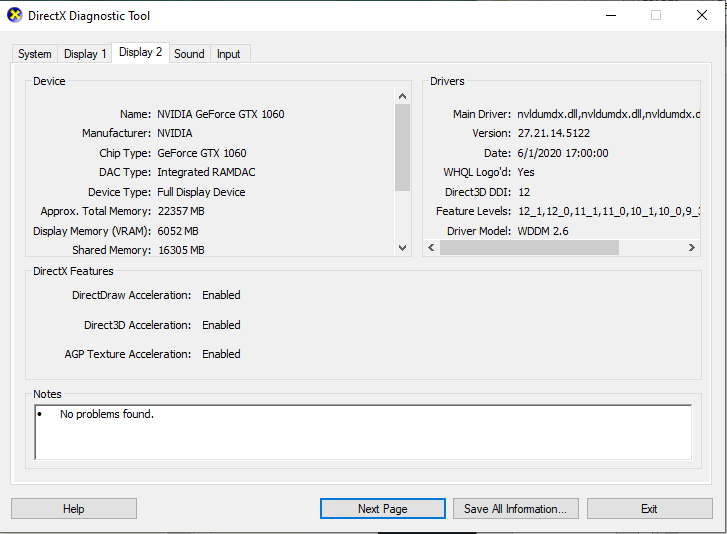 DirectX Diagnostic Tool
System Display 1 Display 2 Sound Input
Device
Name: NVIDIA GeForce GTX 1060
Manufacturer: NVIDIA
Chip Type: GeForce GTX 1060
DAC Type: Integrated RAMDAC
Device Type: Full Display Device
Approx. Total Memory: 22357 MB
Display Memory (VRAM): 6052 MB
Shared Memory: 16305 MB
Drivers
Main Driver: nvldumdx.dll,nvldumdx.dll,nvldumdx.d
Version: 27.21.14.5122
Date: 6/1/2020 17:00:00
WHQL Logo'd: Yes
Direct3D DDI: 12
Feature Levels: 12_1,12_0,11_1,11_0,10_1,10_0,9_3
Driver Model: WDDM 2.6
DirectX Features
DirectDraw Acceleration: Enabled
Direct3D Acceleration: Enabled
AGP Texture Acceleration: Enabled
Notes
• No problems found.
Help Next Page Save All Information... Exit